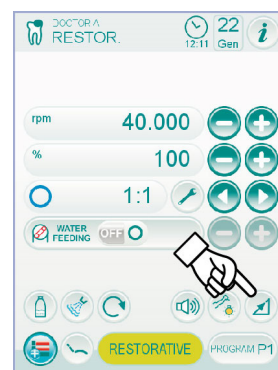 DOCTOR A
RESTOR.
12:11
22
Gen
i
rpm 40.000
% 100
1:1
WATER
FEEDING OFF
RESTORATIVE
PROGRAM P1